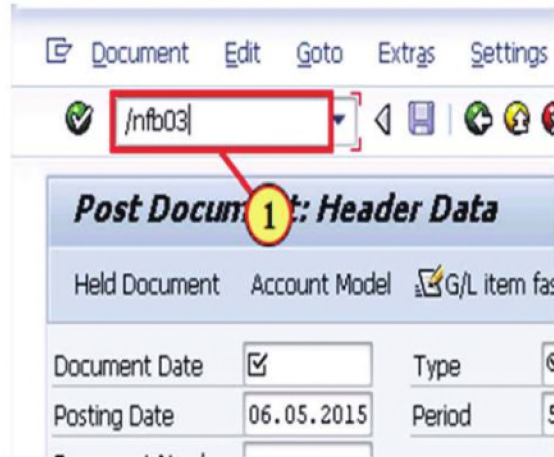 Document Edit Goto Extras Settings
/nfb03
1
Post Document: Header Data
Held Document Account Model G/L item fas
Document Date Type
Posting Date 06.05.2015 Period 5